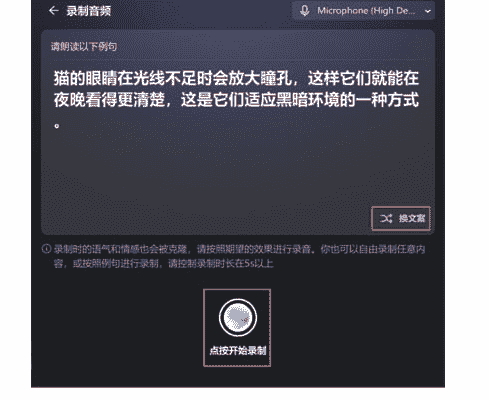 录制音频
Microphone (High De...
请朗读以下例句
猫的眼睛在光线不足时会放大瞳孔，这样它们就能在
夜晚看得更清楚，这是它们适应黑暗环境的一种方式
。
换文案
录制时的语气和情感也会被克隆，请按照期望的效果进行录音。你也可以自由录制任意内
容，或按照例句进行录制，请控制录制时长在5s以上
点按开始录制